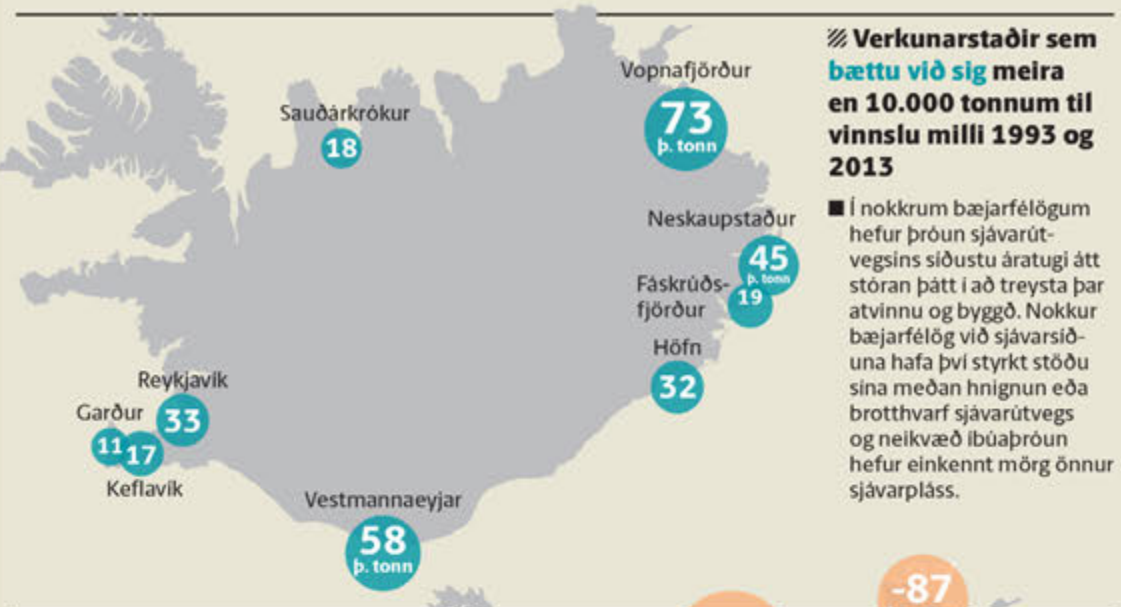 Verkunarstaðir sem
bættu við sig meira
en 10.000 tonnum til
vinnslu milli 1993 og
2013
Í nokkrum bæjarfélögum
hefur þróun sjávarút-
vegsins síðustu áratugi átt
stóran þátt í að treysta þar
atvinnu og byggð. Nokkur
bæjarfélög við sjávarsíð-
una hafa því styrkt stöðu
sína meðan hnignun eða
brotthvarf sjávarútvegs
og neikvæð íbúaþróun
hefur einkennt mörg önnur
sjávarpláss.
Vopnafjörður
73
þ. tonn
Sauðárkrókur
18
Neskaupstaður
45
þ. tonn
Fáskrúðs-
fjörður
19
Höfn
32
Reykjavík
33
Garður
11
17
Keflavík
Vestmannaeyjar
58
þ. tonn
-87